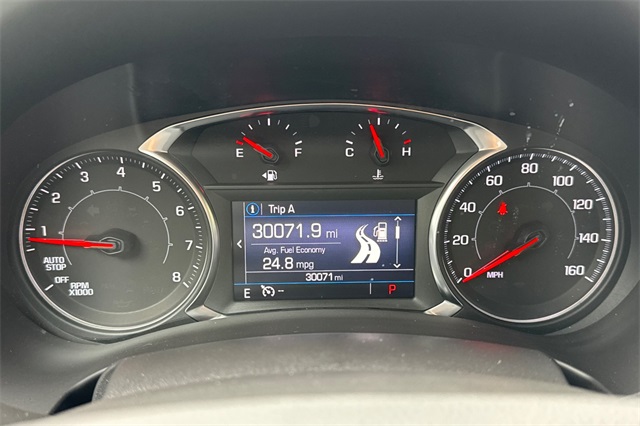 E F
C H
1 2 3 4 5 6 7 8
AUTO
STOP
OFF
RPM
X1000
Trip A
30071.9 mi
Avg. Fuel Economy
24.8 mpg
30071 mi
E -- P
0 20 40 60 80 100 120 140 160
MPH